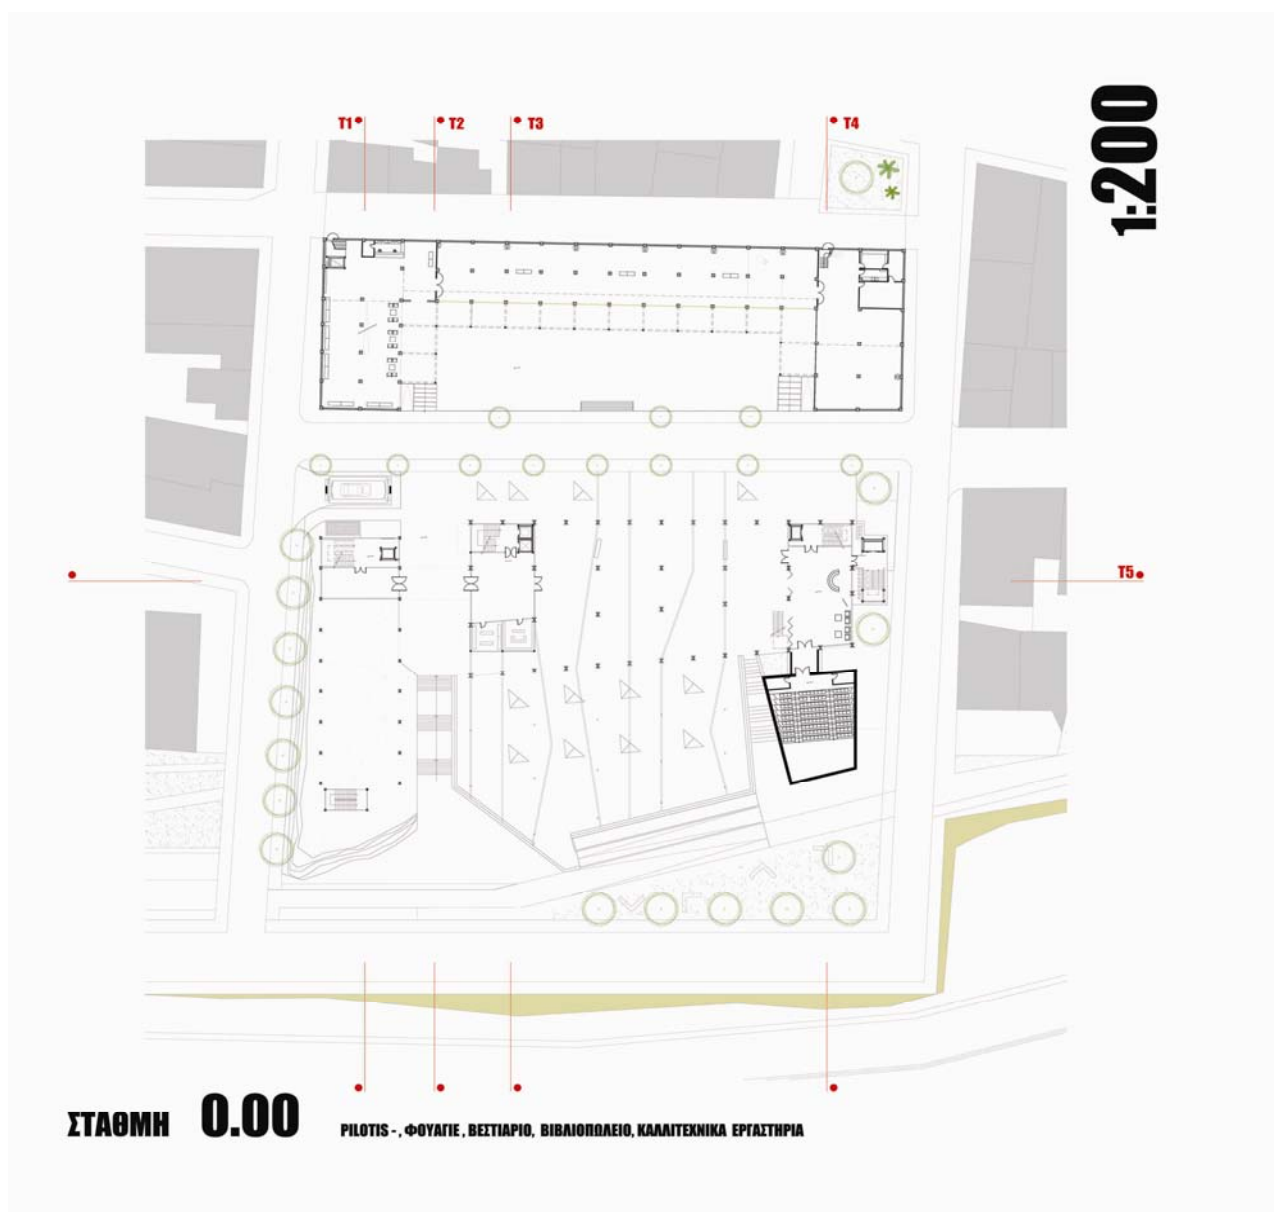 T1 T2 T3 T4
1:200
T5
ΣΤΑΘΜΗ 0.00
PILOTIS - , ΦΟΥΑΓΙΕ , ΒΕΣΤΙΑΡΙΟ, ΒΙΒΛΙΟΠΩΛΕΙΟ, ΚΑΛΛΙΤΕΧΝΙΚΑ ΕΡΓΑΣΤΗΡΙΑ